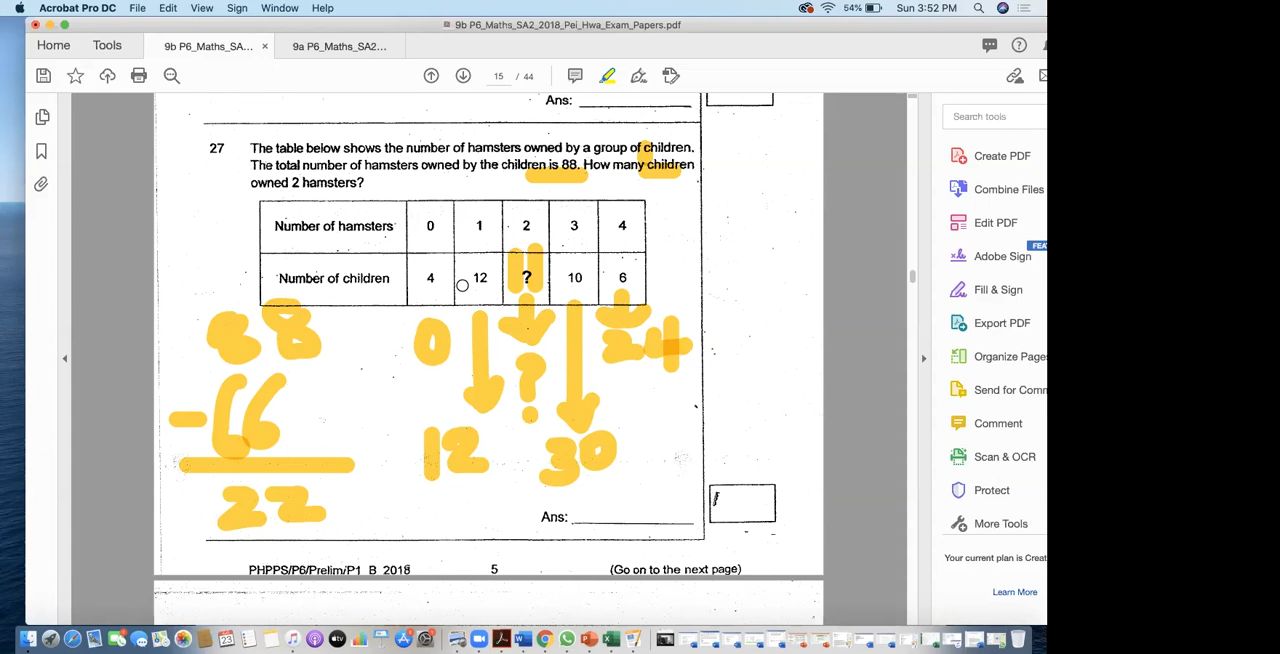 Acrobat Pro DC File Edit View Sign Window Help 54% Sun 3:52 PM
9b P6_Maths_SA2_2018_Pei_Hwa_Exam_Papers.pdf
Home Tools 9b P6_Maths_SA... × 9a P6_Maths_SA2...
15 / 44
Ans:
Search tools
27 The table below shows the number of hamsters owned by a group of children.
The total number of hamsters owned by the children is 88. How many children
owned 2 hamsters?
Number of hamsters 0 1 2 3 4
Number of children 4 12 ? 10 6
88 0 ? 24
-66
12 30
22
Ans:
PHPPS/P6/Prelim/P1_B_2018 5 (Go on to the next page)
Create PDF
Combine Files
Edit PDF
FEA
Adobe Sign
Fill & Sign
Export PDF
Organize Pages
Send for Com
Comment
Scan & OCR
Protect
More Tools
Your current plan is Creat
Learn More